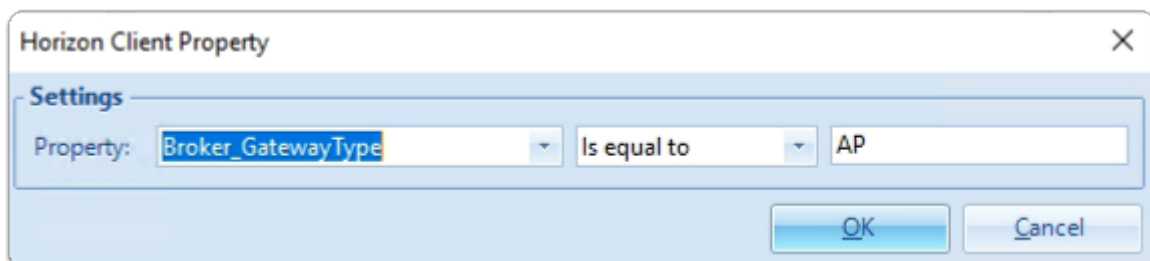 Horizon Client Property
Settings
Property: Broker_GatewayType Is equal to AP
OK Cancel